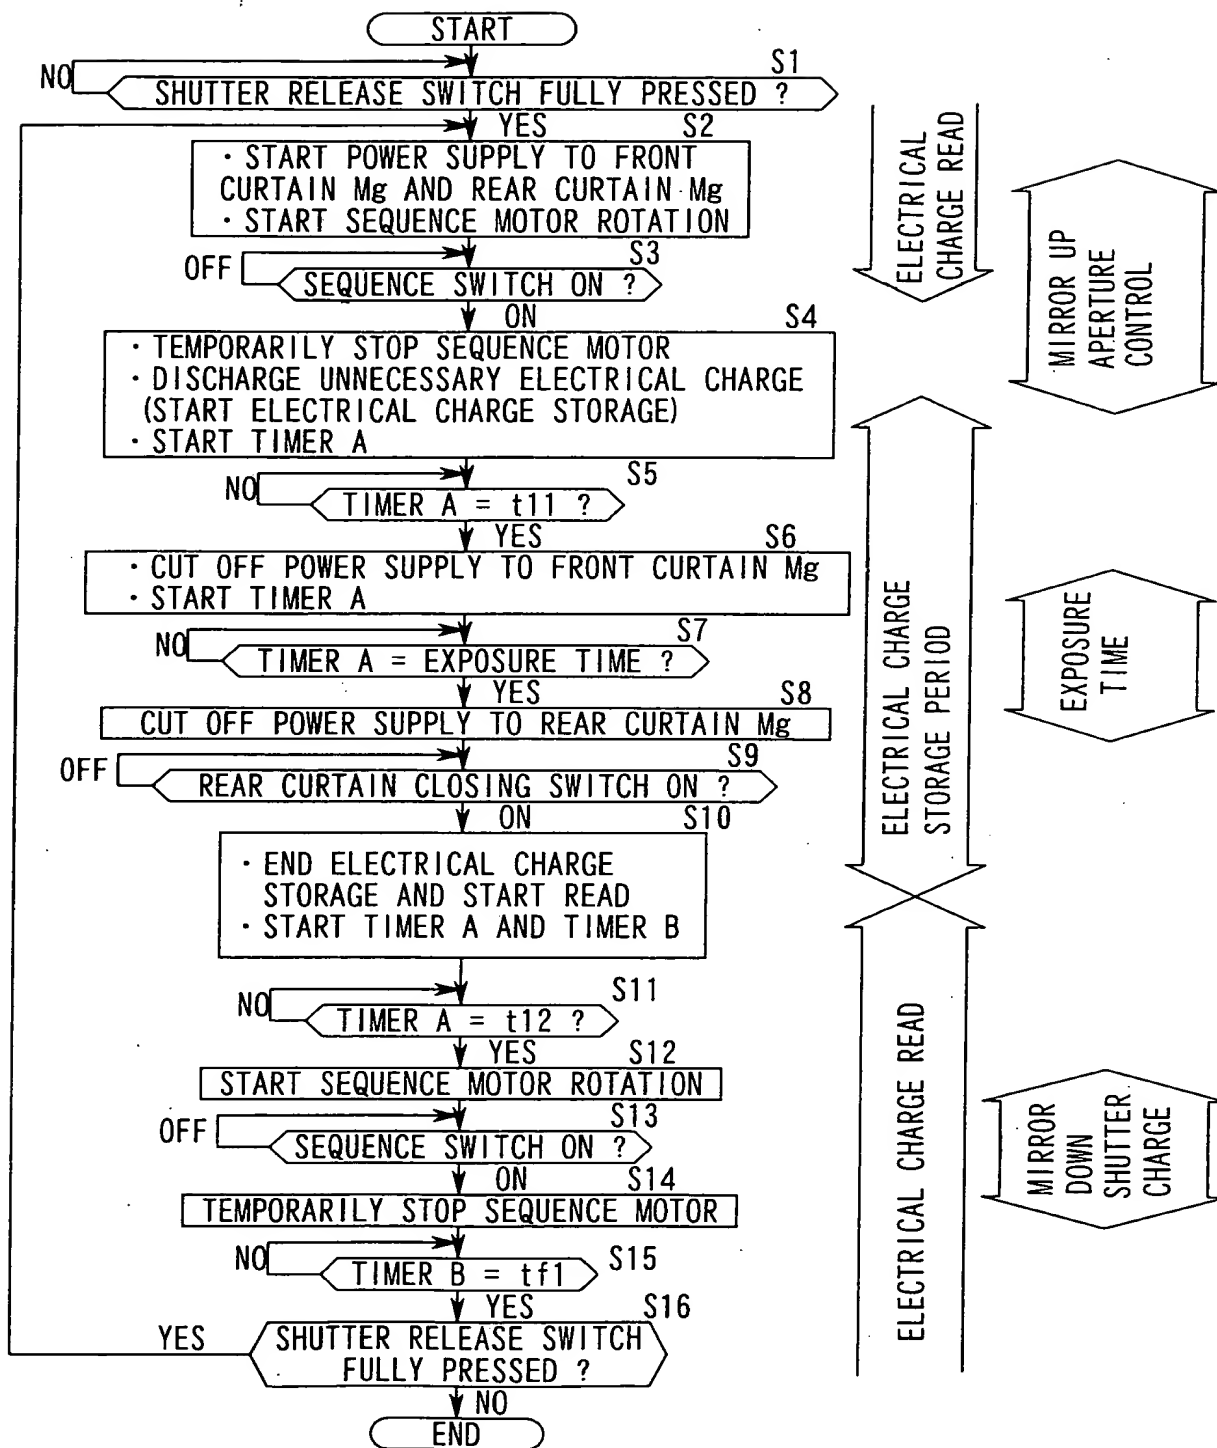 START
S1
NO
SHUTTER RELEASE SWITCH FULLY PRESSED ?
YES
S2
· START POWER SUPPLY TO FRONT
CURTAIN Mg AND REAR CURTAIN Mg
· START SEQUENCE MOTOR ROTATION
S3
OFF
SEQUENCE SWITCH ON ?
ON
S4
· TEMPORARILY STOP SEQUENCE MOTOR
· DISCHARGE UNNECESSARY ELECTRICAL CHARGE
(START ELECTRICAL CHARGE STORAGE)
· START TIMER A
S5
NO
TIMER A = t11 ?
YES
S6
· CUT OFF POWER SUPPLY TO FRONT CURTAIN Mg
· START TIMER A
S7
NO
TIMER A = EXPOSURE TIME ?
YES
S8
CUT OFF POWER SUPPLY TO REAR CURTAIN Mg
S9
OFF
REAR CURTAIN CLOSING SWITCH ON ?
ON
S10
· END ELECTRICAL CHARGE
STORAGE AND START READ
· START TIMER A AND TIMER B
S11
NO
TIMER A = t12 ?
YES
S12
START SEQUENCE MOTOR ROTATION
S13
OFF
SEQUENCE SWITCH ON ?
ON
S14
TEMPORARILY STOP SEQUENCE MOTOR
NO
S15
TIMER B = tf1
YES
S16
YES
SHUTTER RELEASE SWITCH
FULLY PRESSED ?
NO
END
ELECTRICAL
CHARGE READ
MIRROR UP
APERTURE
CONTROL
ELECTRICAL CHARGE
STORAGE PERIOD
EXPOSURE
TIME
ELECTRICAL CHARGE READ
MIRROR
DOWN
SHUTTER
CHARGE